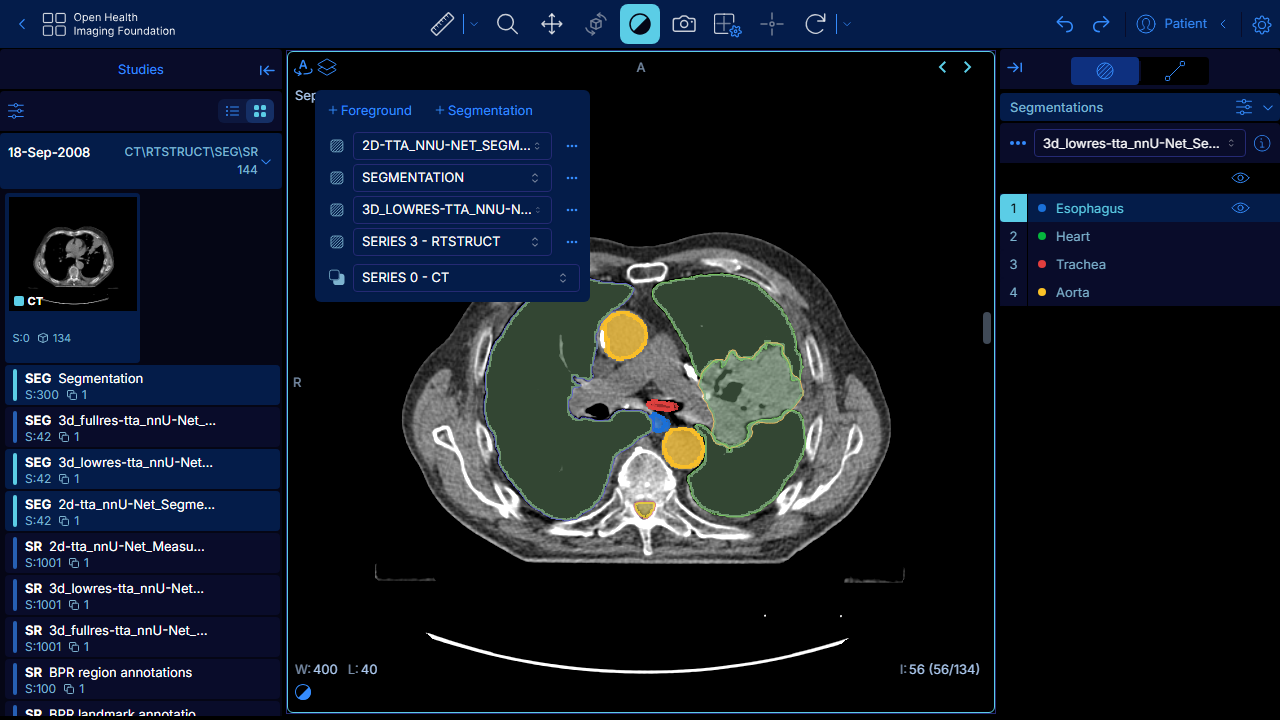 Open Health
Imaging Foundation
Patient
Studies
18-Sep-2008
CT\RTSTRUCT\SEG\SR
144
CT
S:0 134
SEG Segmentation
S:300 1
SEG 3d_fullres-tta_nnU-Net_...
S:42 1
SEG 3d_lowres-tta_nnU-Net...
S:42 1
SEG 2d-tta_nnU-Net_Segme...
S:42 1
SR 2d-tta_nnU-Net_Measu...
S:1001 1
SR 3d_lowres-tta_nnU-Net...
S:1001 1
SR 3d_fullres-tta_nnU-Net_...
S:1001 1
SR BPR region annotations
S:100 1
SR BPR landmark annotatio
A
A
Sep
+ Foreground + Segmentation
2D-TTA_NNU-NET_SEGM...
SEGMENTATION
3D_LOWRES-TTA_NNU-N...
SERIES 3 - RTSTRUCT
SERIES 0 - CT
R
W: 400 L: 40
I: 56 (56/134)
Segmentations
3d_lowres-tta_nnU-Net_Se...
1 Esophagus
2 Heart
3 Trachea
4 Aorta